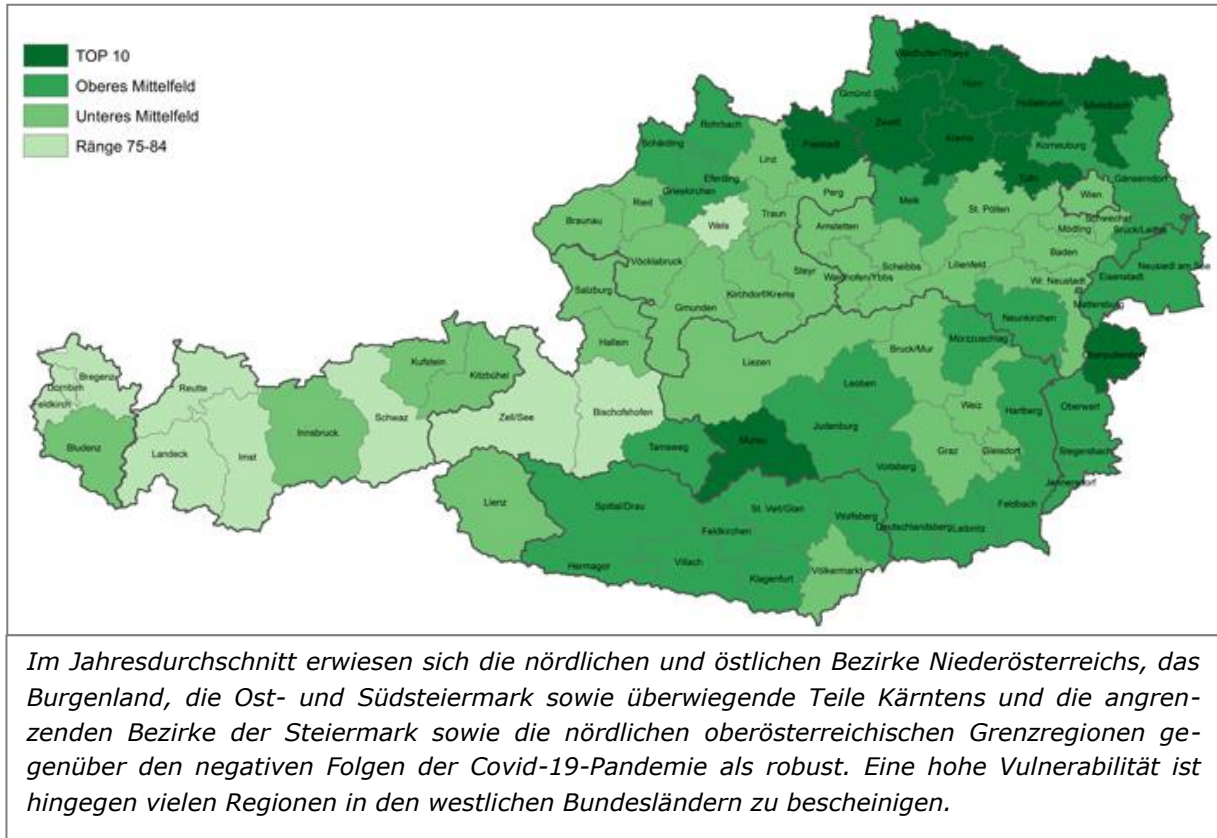 TOP 10
Oberes Mittelfeld
Unteres Mittelfeld
Ränge 75-84
Waidhofen/Thaya
Gmünd
Horn
Hollabrunn
Mistelbach
Zwettl
Krems
Korneuburg
Tulln
Gänserndorf
Rohrbach
Schärding
Freistadt
Linz
Eferding
Grieskirchen
Perg
Melk
St. Pölten
Wien
Schwechat
Mödling
Bruck/Leitha
Braunau
Ried
Wels
Traun
Amstetten
Baden
Neusiedl am See
Eisenstadt
Vöcklabruck
Steyr
Waidhofen/Ybbs
Scheibbs
Lilienfeld
Wr. Neustadt
Mattersburg
Salzburg
Gmunden
Kirchdorf/Krems
Neunkirchen
Hallein
Mürzzuschlag
Oberpullendorf
Bruck/Mur
Liezen
Kufstein
Kitzbühel
Bregenz
Dornbirn
Feldkirch
Reutte
Leoben
Weiz
Hartberg
Oberwart
Schwaz
Zell/See
Bischofshofen
Innsbruck
Bludenz
Landeck
Imst
Tamsweg
Murau
Judenburg
Voitsberg
Graz
Gleisdorf
Stegersbach
Jennersdorf
Lienz
Spittal/Drau
St. Veit/Glan
Wolfsberg
Feldbach
Feldkirchen
Deutschlandsberg
Leibnitz
Hermagor
Villach
Klagenfurt
Völkermarkt
Im Jahresdurchschnitt erwiesen sich die nördlichen und östlichen Bezirke Niederösterreichs, das
Burgenland, die Ost- und Südsteiermark sowie überwiegende Teile Kärntens und die angren-
zenden Bezirke der Steiermark sowie die nördlichen oberösterreichischen Grenzregionen ge-
genüber den negativen Folgen der Covid-19-Pandemie als robust. Eine hohe Vulnerabilität ist
hingegen vielen Regionen in den westlichen Bundesländern zu bescheinigen.